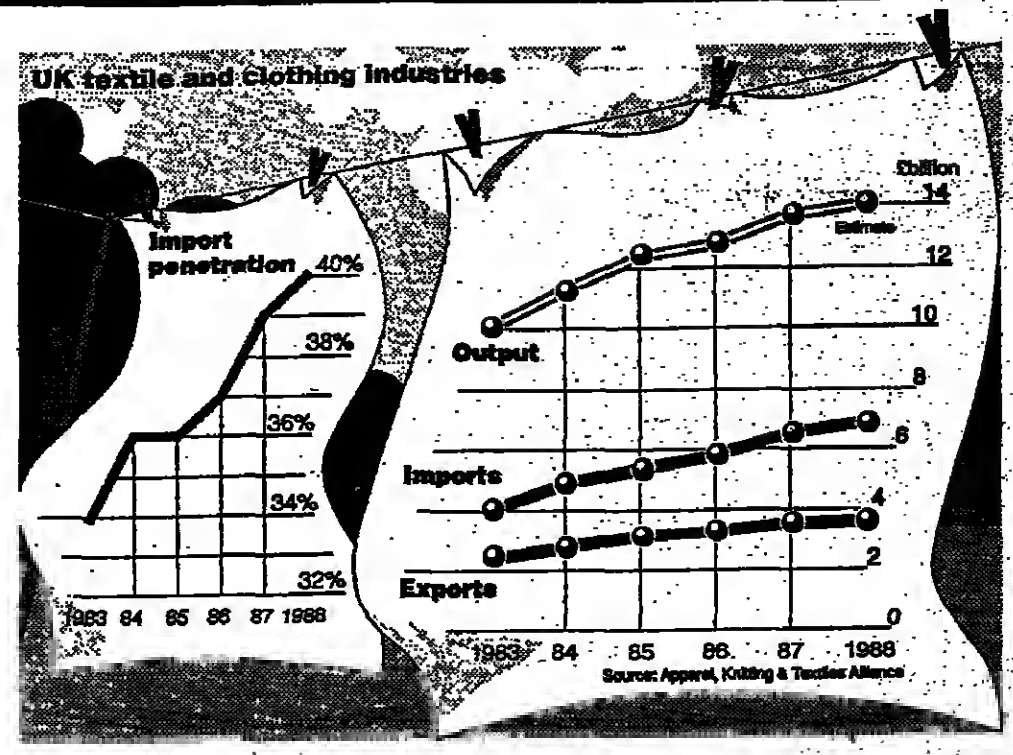 UK textile and clothing industries
Import
penetration
40%
38%
36%
34%
32%
1983 84 85 86 87 1988
£billion
14
Estimate
12
10
Output
8
6
Imports
4
2
Exports
0
1983 84 85 86 87 1988
Source: Apparel, Knitting & Textiles Alliance